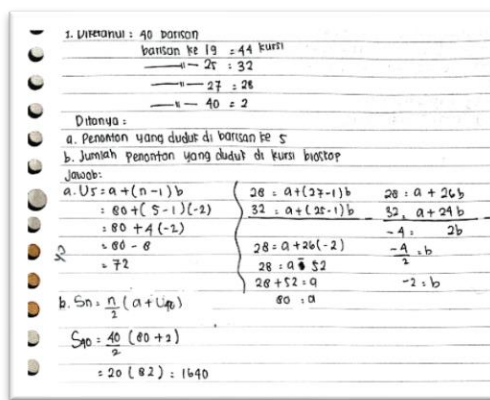 1. Diketahui : 40 barison
barisan ke 19 = 44 kursi
—"— 25 : 32
—"— 27 : 28
—"— 40 = 2
Ditanya :
a. Penonton yang duduk di barisan ke 5
b. Jumlah penonton yang duduk di kursi bioskop
Jawab:
a. U5 = a + (n-1) b
= 80 + (5-1)(-2)
= 80 + 4 (-2)
= 80 - 8
= 72
28 = a + (27-1) b
32 = a + (25-1) b
28 = a + 26 (-2)
28 = a - 52
28 + 52 = a
80 = a
28 = a + 26 b
32 = a + 24 b
-4 = 2b
-4/2 = b
-2 = b
b. Sn = n/2 (a + U40)
S40 = 40/2 (80 + 2)
= 20 (82) = 1640